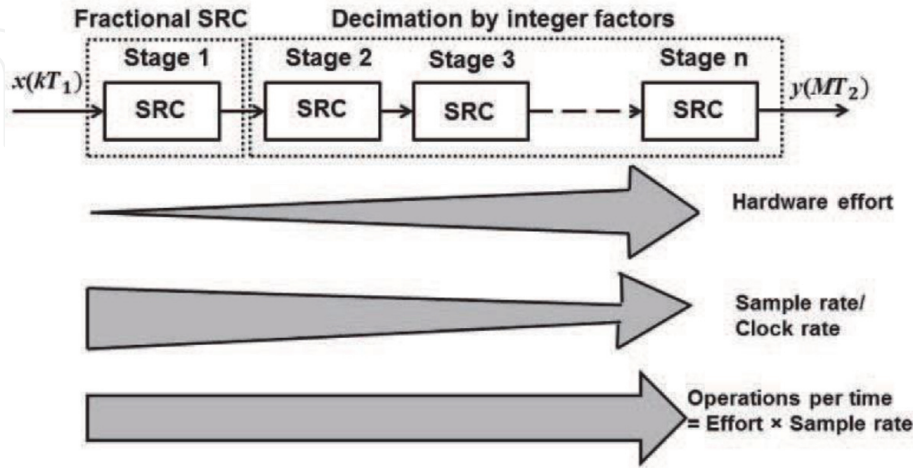 Fractional SRC Decimation by integer factors
Stage 1 Stage 2 Stage 3 Stage n
x(kT₁) SRC SRC SRC SRC y(MT₂)
Hardware effort
Sample rate/
Clock rate
Operations per time
= Effort × Sample rate